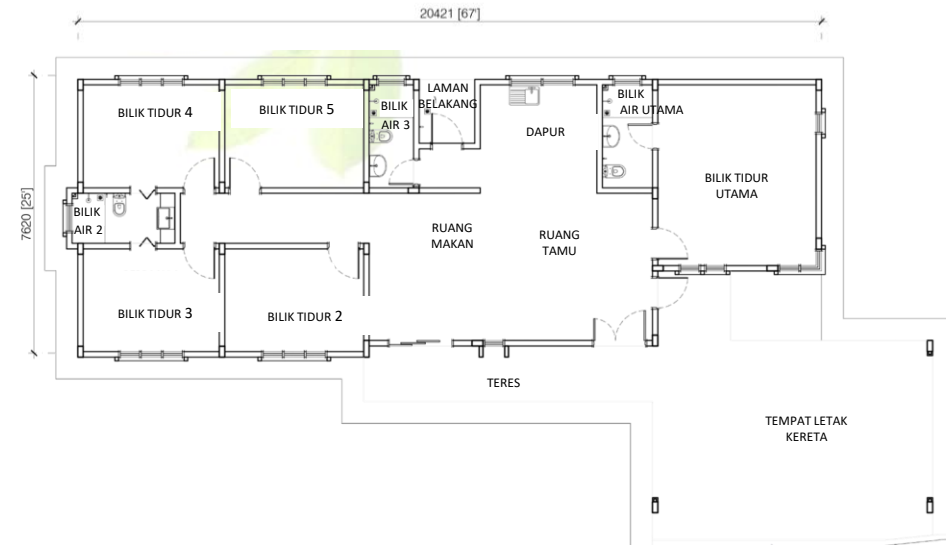 20421 [67']
7620 [25']
BILIK TIDUR 4
BILIK TIDUR 5
BILIK
AIR 3
LAMAN
BELAKANG
DAPUR
BILIK
AIR UTAMA
BILIK TIDUR
UTAMA
BILIK
AIR 2
RUANG
MAKAN
RUANG
TAMU
BILIK TIDUR 3
BILIK TIDUR 2
TERES
TEMPAT LETAK
KERETA